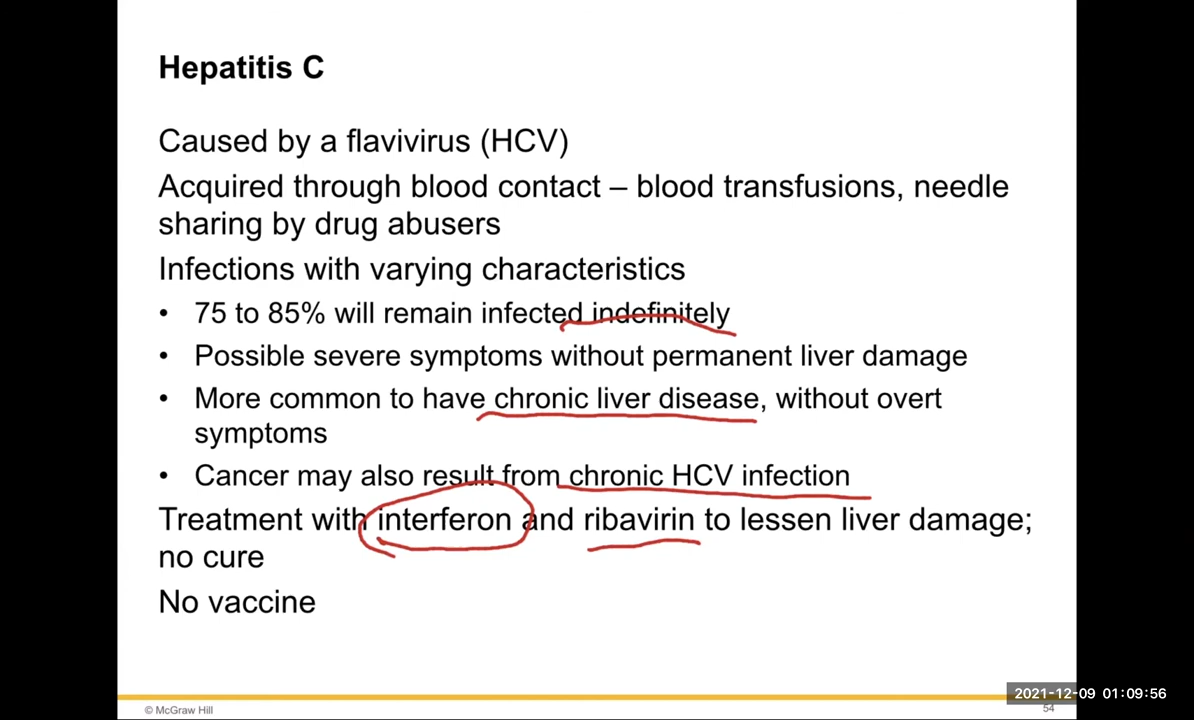 Hepatitis C
Caused by a flavivirus (HCV)
Acquired through blood contact – blood transfusions, needle
sharing by drug abusers
Infections with varying characteristics
• 75 to 85% will remain infected indefinitely
• Possible severe symptoms without permanent liver damage
• More common to have chronic liver disease, without overt
symptoms
• Cancer may also result from chronic HCV infection
Treatment with interferon and ribavirin to lessen liver damage;
no cure
No vaccine
2021-12-09 01:09:56
© McGraw Hill
54